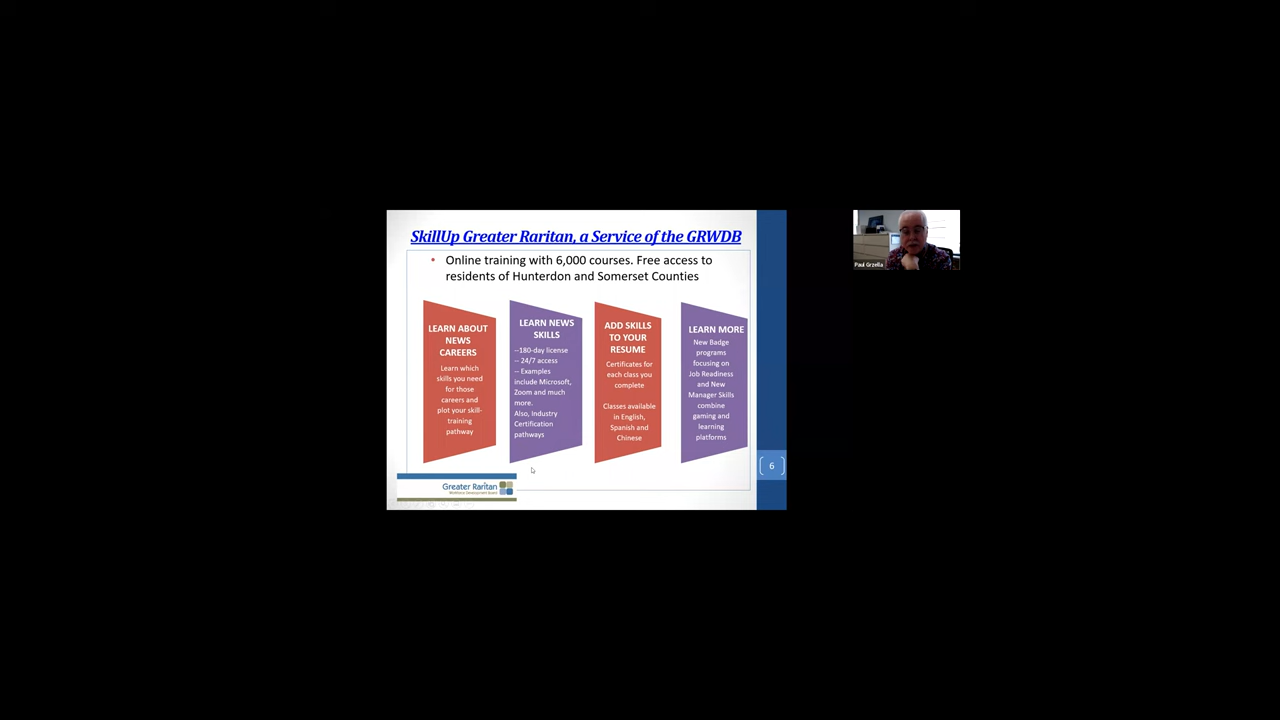 SkillUp Greater Raritan, a Service of the GRWDB
• Online training with 6,000 courses. Free access to
residents of Hunterdon and Somerset Counties
LEARN ABOUT
NEWS
CAREERS
Learn which
skills you need
for those
careers and
plot your skill-
training
pathway
LEARN NEWS
SKILLS
--180-day license
-- 24/7 access
-- Examples
include Microsoft,
Zoom and much
more.
Also, Industry
Certification
pathways
ADD SKILLS
TO YOUR
RESUME
Certificates for
each class you
complete
Classes available
in English,
Spanish and
Chinese
LEARN MORE
New Badge
programs
focusing on
Job Readiness
and New
Manager Skills
combine
gaming and
learning
platforms
6
Greater Raritan
Workforce Development Board
Paul Grzella